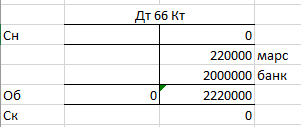 Дт 66 Кт
Сн 0
220000 марс
2000000 банк
Об 0 2220000
Ск 0